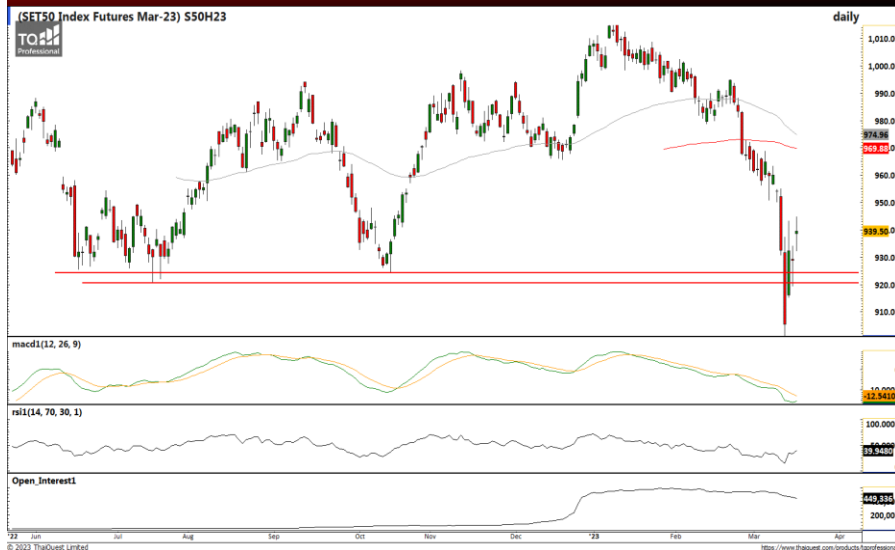 (SET50 Index Futures Mar-23) S50H23
daily
TQ
Professional
1,010.0
1,000.0
990.0
980.0
974.96
969.88
960.0
950.0
939.50
930.0
920.0
910.0
macd1(12, 26, 9)
-12.5410
rsi1(14, 70, 30, 1)
100.000
39.9480
Open_Interest1
449,336
200,00
'22 Jun Jul Aug Sep Oct Nov Dec '23 Feb Mar Apr
© 2023 ThaiQuest Limited
https://www.thaiquest.com/products/tqprofessiona